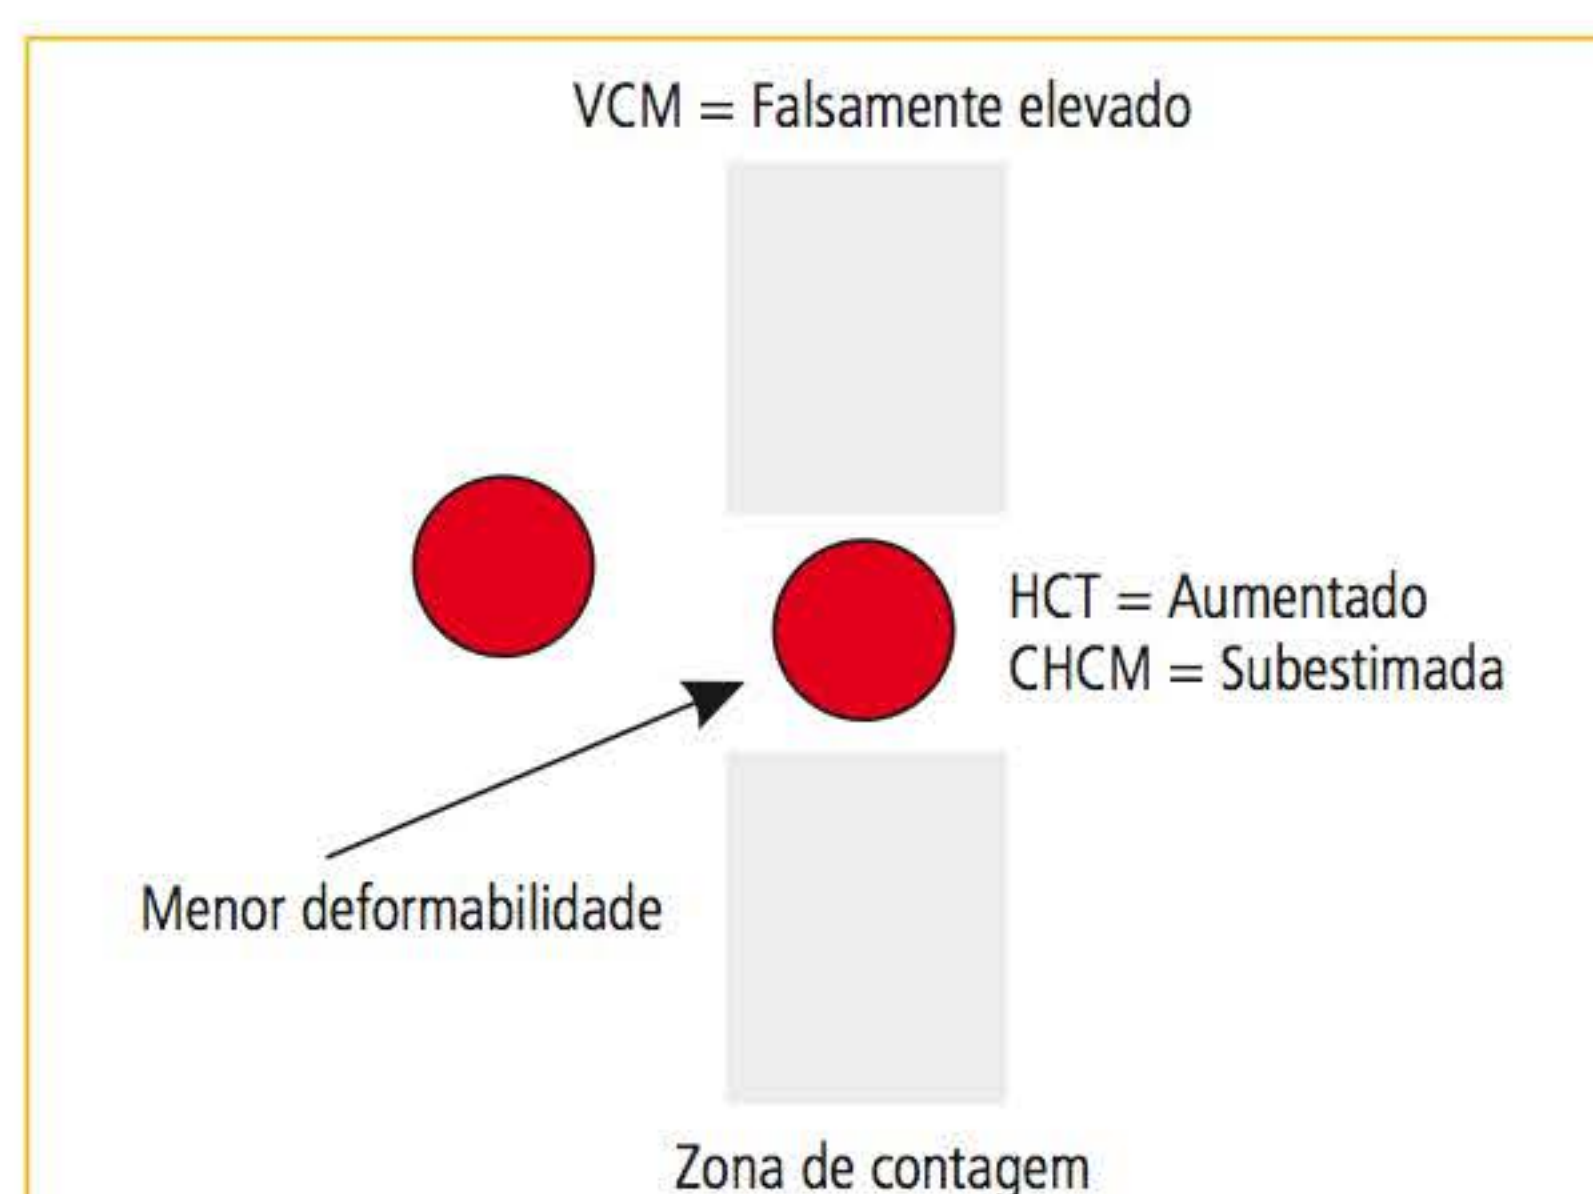 VCM = Falsamente elevado
HCT = Aumentado
CHCM = Subestimada
Menor deformabilidade
Zona de contagem